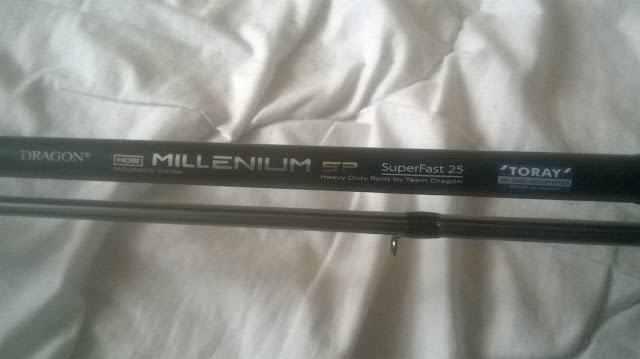 DRAGON®
HDS
ENDURANCE SYSTEM
MILLENIUM SP
Heavy Duty Rods by Team Dragon
SuperFast 25
TORAY